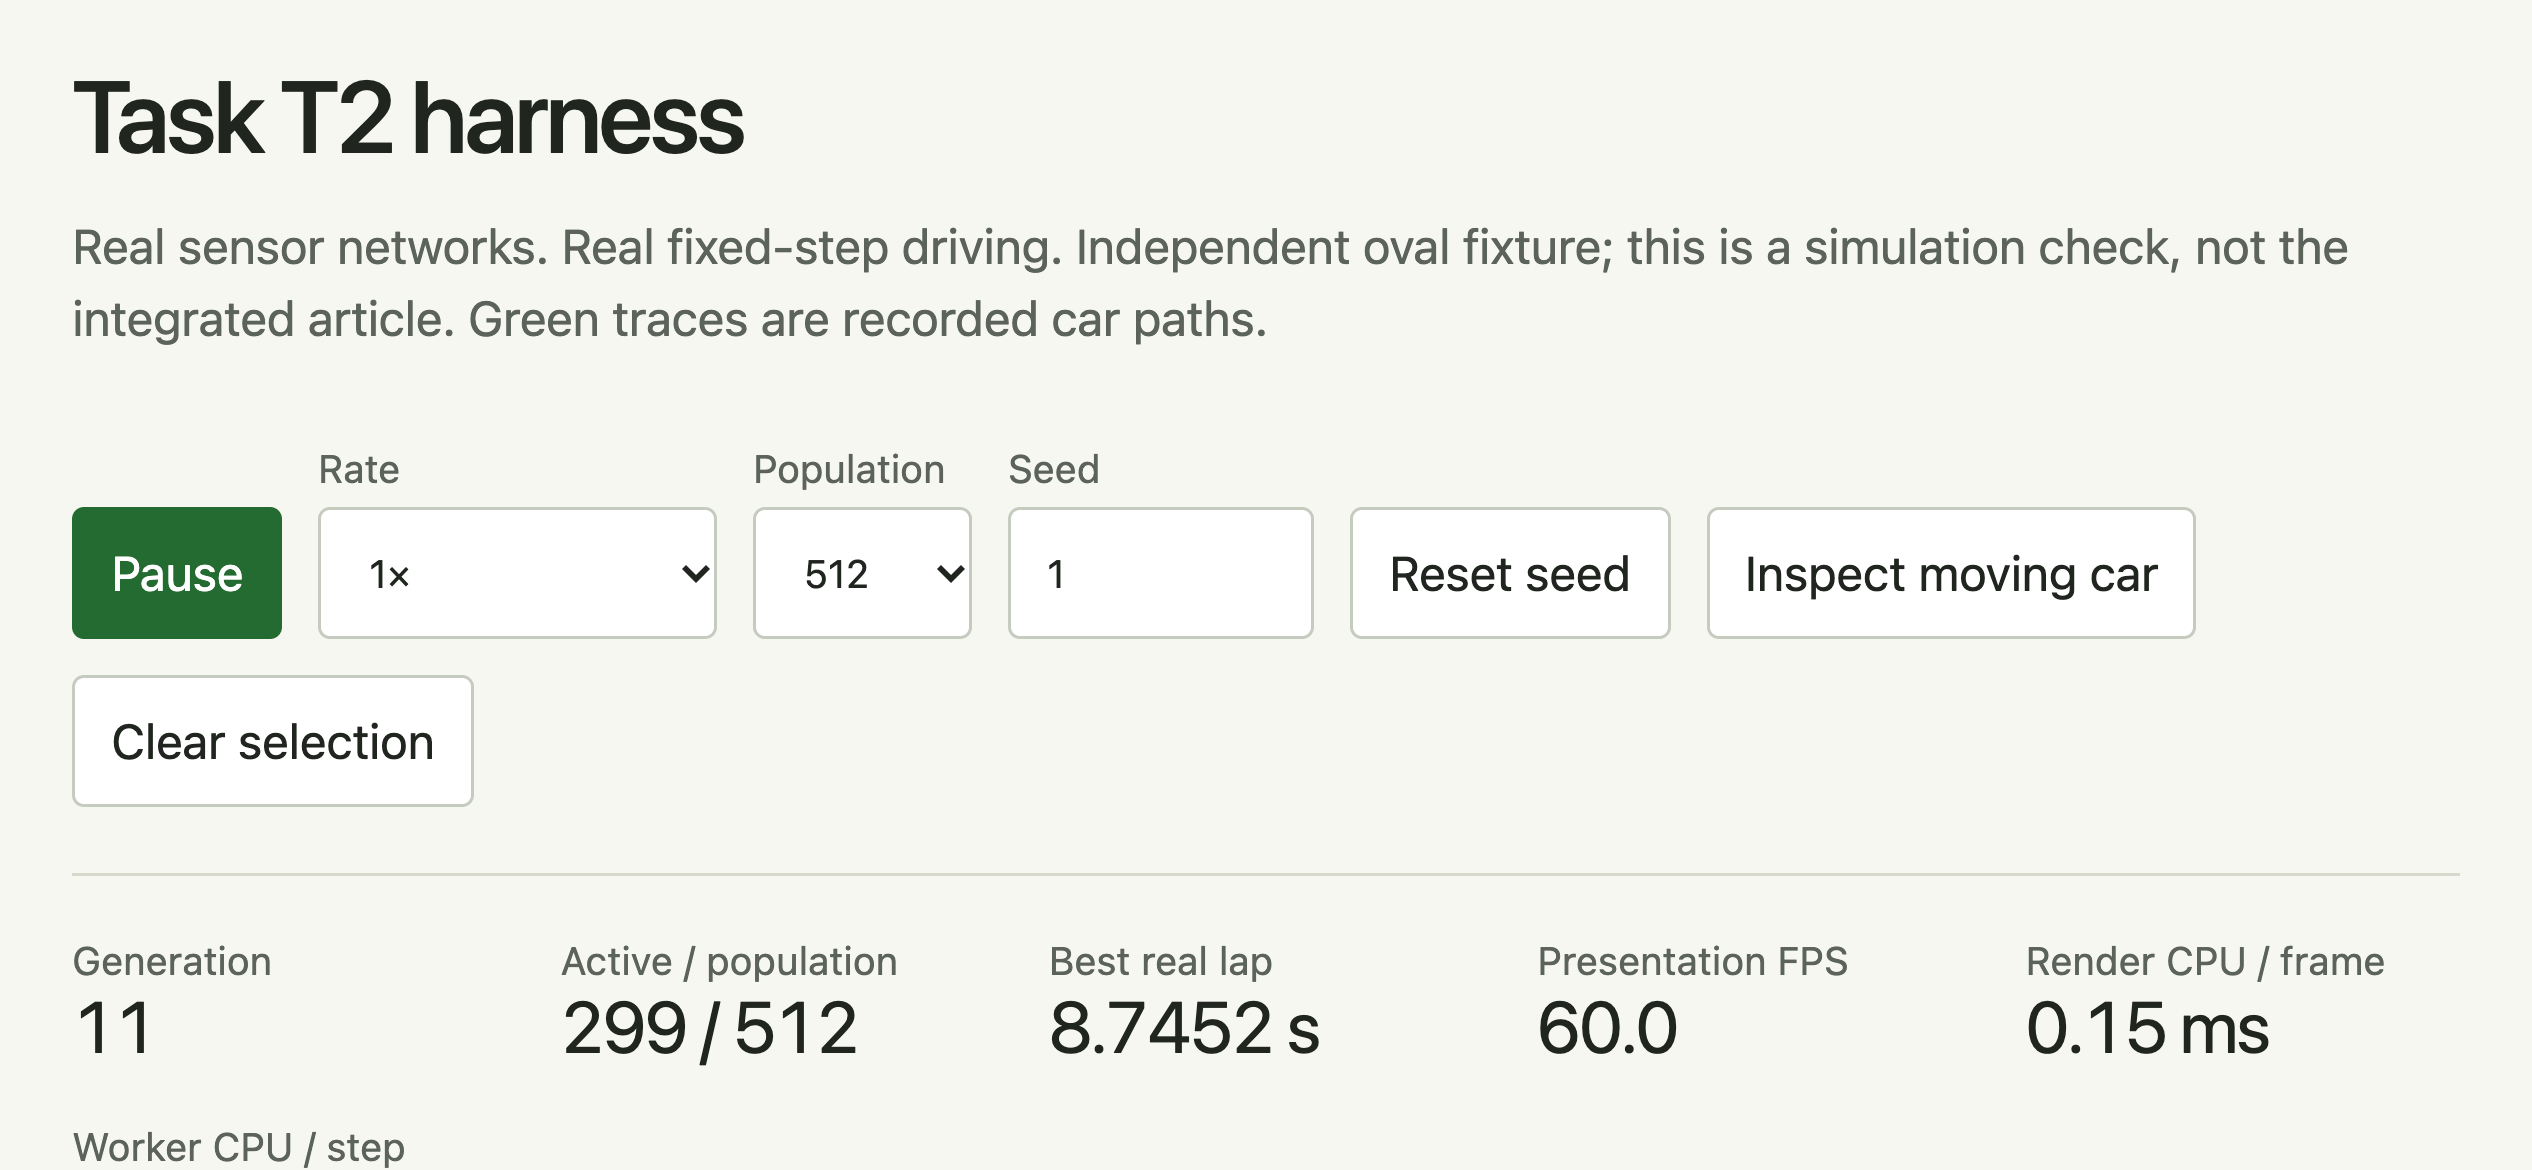 Task T2 harness
Real sensor networks. Real fixed-step driving. Independent oval fixture; this is a simulation check, not the
integrated article. Green traces are recorded car paths.
Rate Population Seed
Pause 1× 512 1 Reset seed Inspect moving car
Clear selection
Generation Active / population Best real lap Presentation FPS Render CPU / frame
11 299 / 512 8.7452 s 60.0 0.15 ms
Worker CPU / step